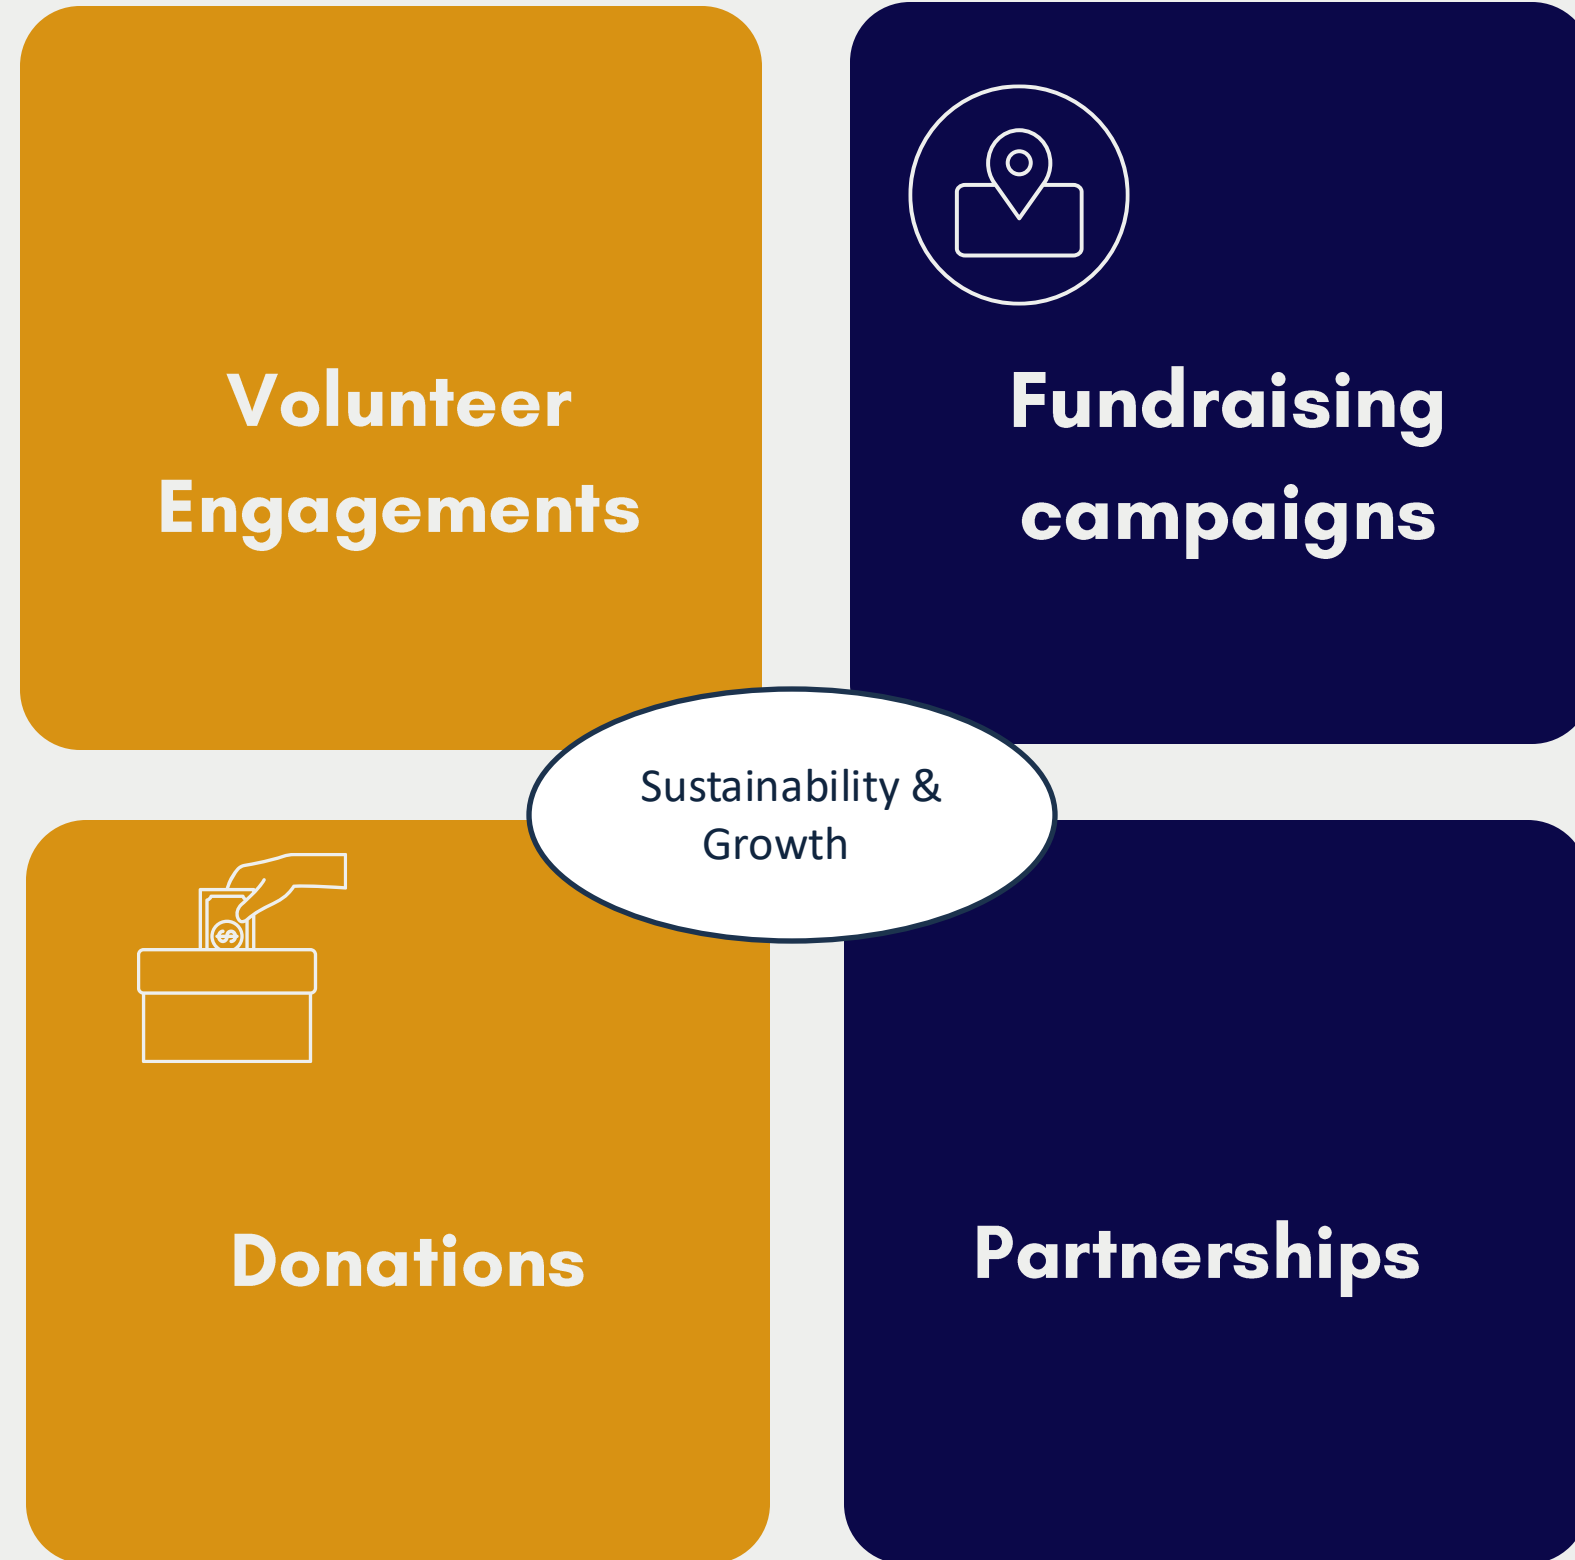 Volunteer
Engagements
Fundraising
campaigns
Sustainability &
Growth
$
Donations
Partnerships